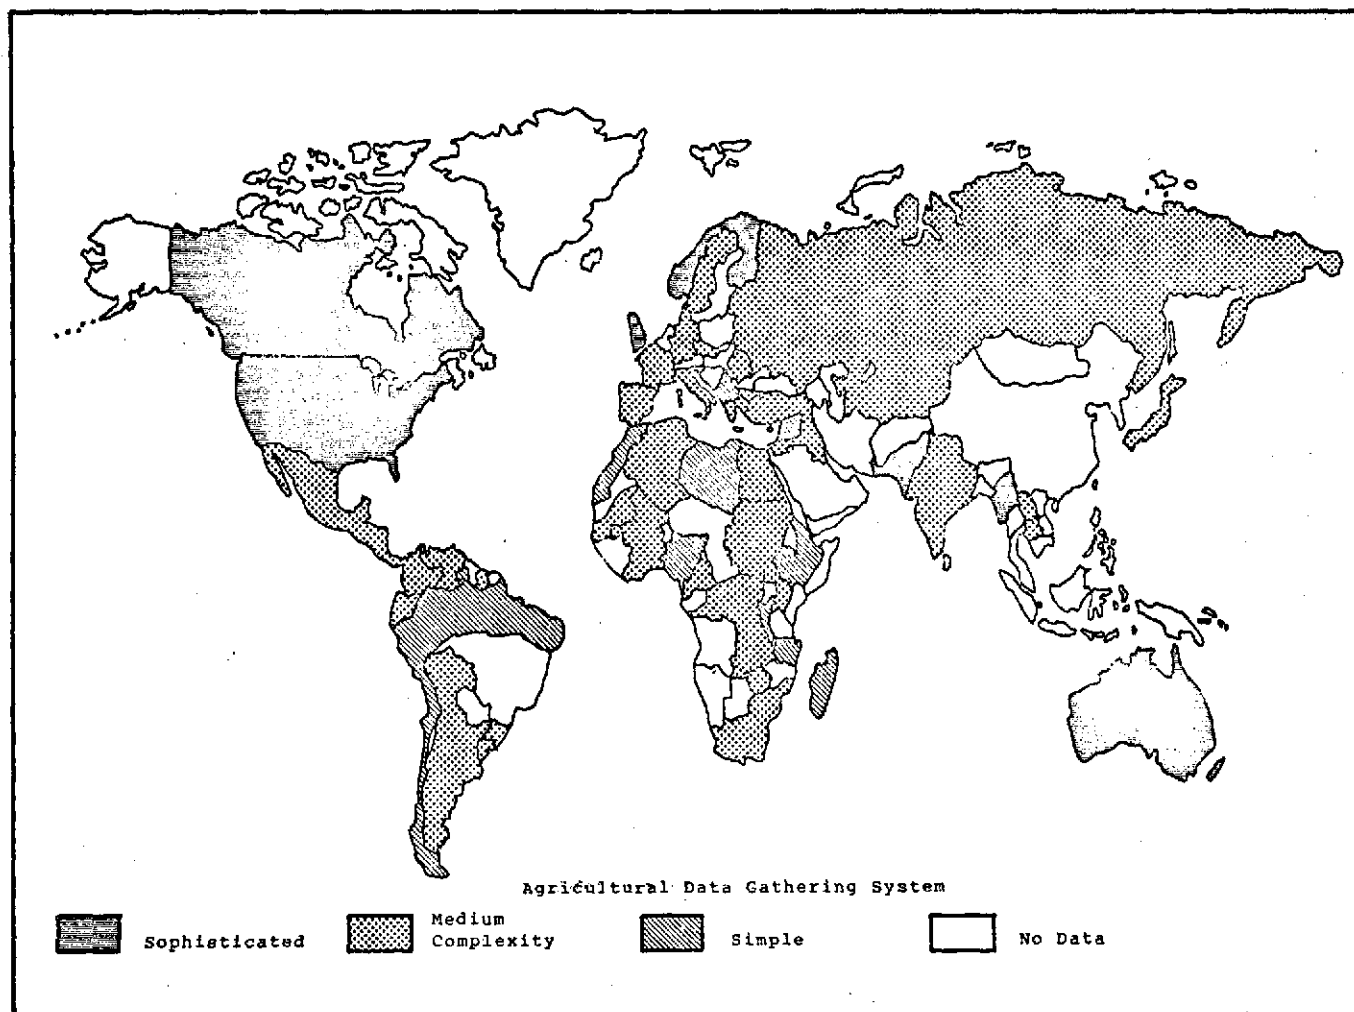 Agricultural Data Gathering System
Sophisticated
Medium
Complexity
Simple
No Data